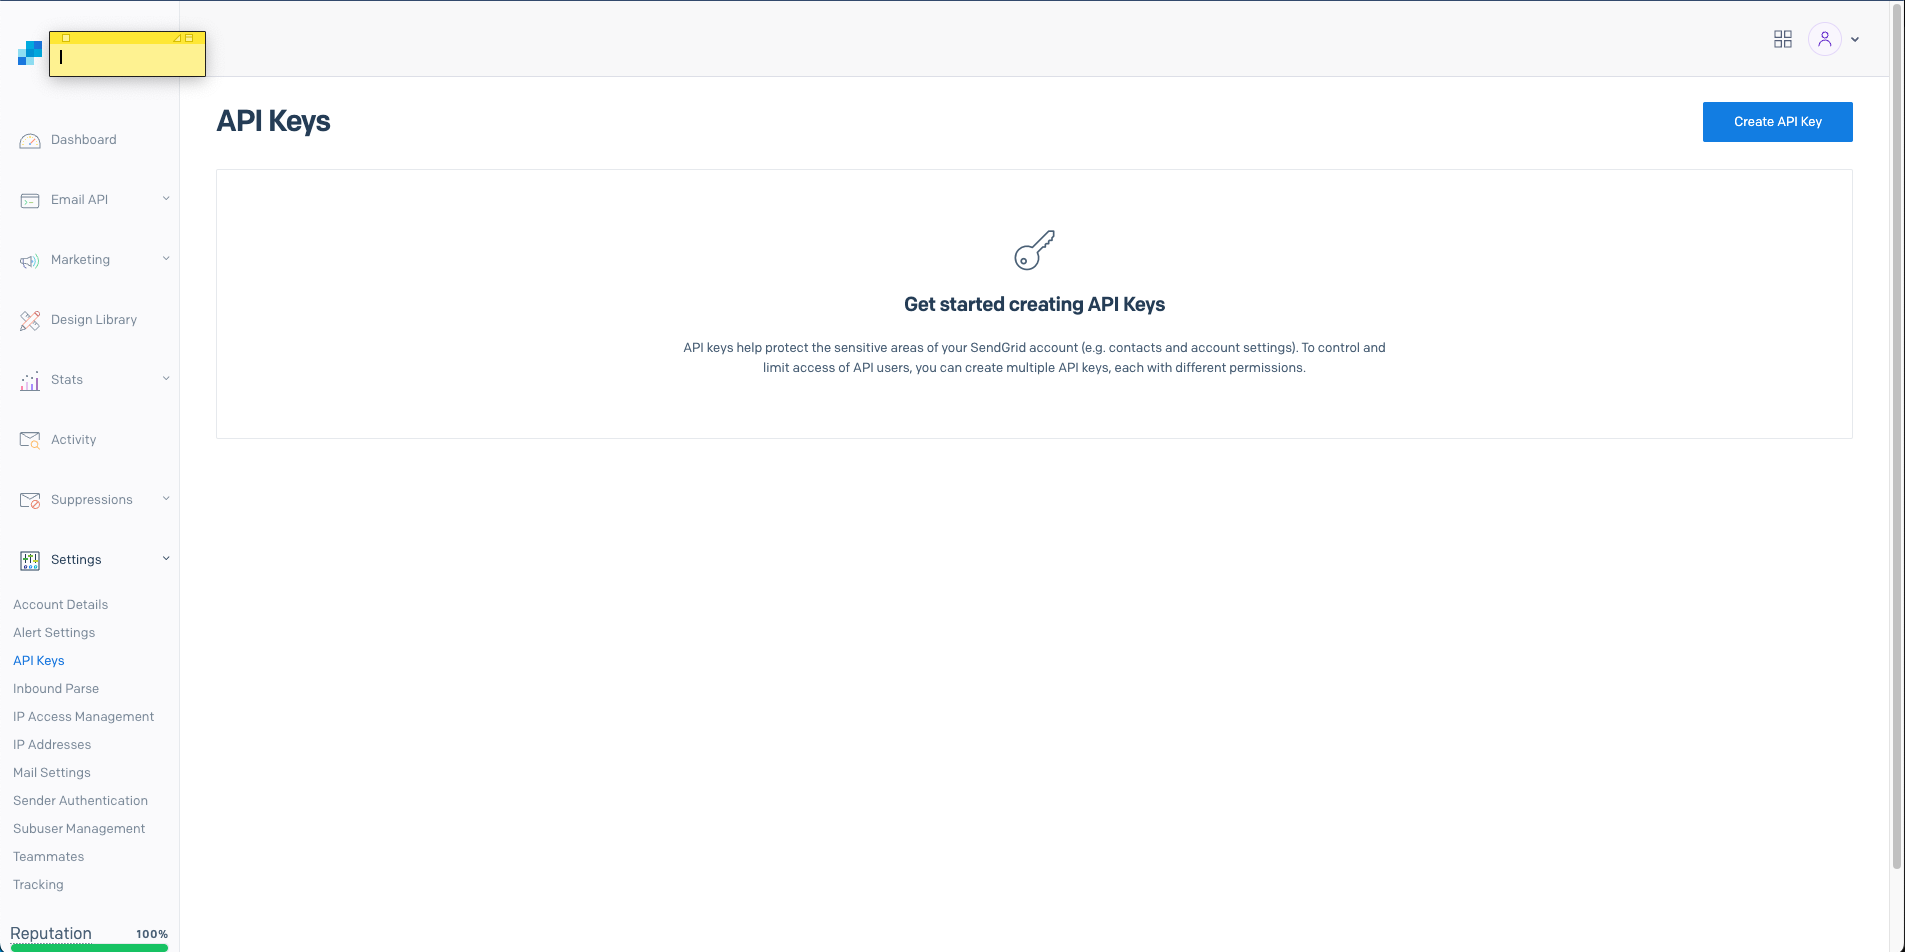 API Keys
Create API Key
Dashboard
Email API
Marketing
Design Library
Stats
Activity
Suppressions
Settings
Account Details
Alert Settings
API Keys
Inbound Parse
IP Access Management
IP Addresses
Mail Settings
Sender Authentication
Subuser Management
Teammates
Tracking
Reputation 100%
Get started creating API Keys
API keys help protect the sensitive areas of your SendGrid account (e.g. contacts and account settings). To control and
limit access of API users, you can create multiple API keys, each with different permissions.